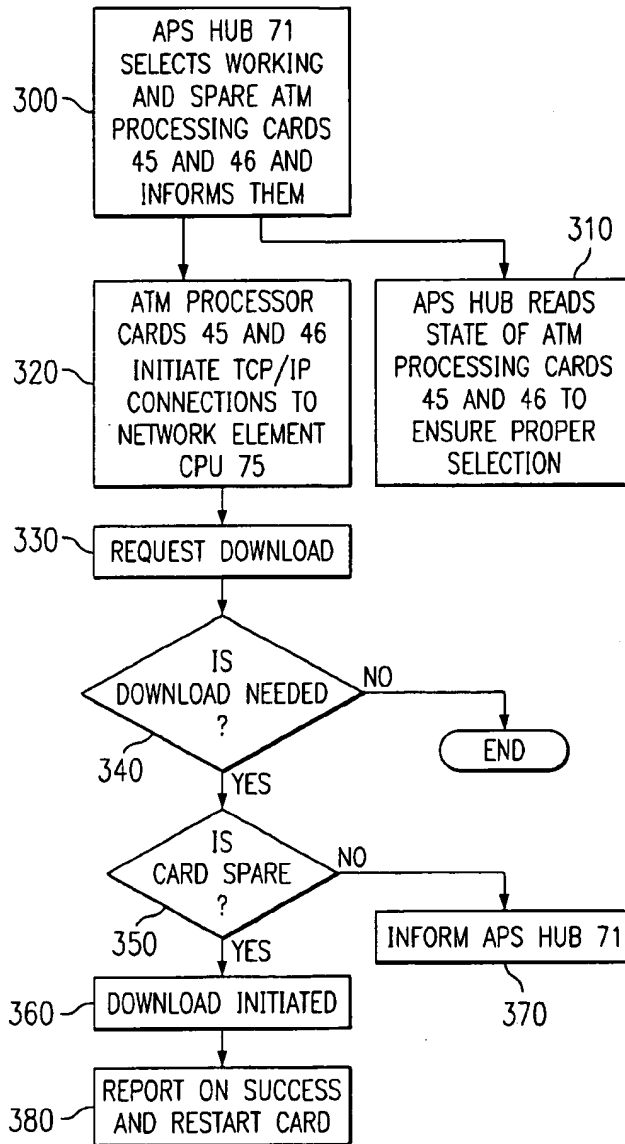 300
APS HUB 71
SELECTS WORKING
AND SPARE ATM
PROCESSING CARDS
45 AND 46 AND
INFORMS THEM
310
320
ATM PROCESSOR
CARDS 45 AND 46
INITIATE TCP/IP
CONNECTIONS TO
NETWORK ELEMENT
CPU 75
APS HUB READS
STATE OF ATM
PROCESSING CARDS
45 AND 46 TO
ENSURE PROPER
SELECTION
330
REQUEST DOWNLOAD
IS
DOWNLOAD NEEDED
?
NO
340
YES
END
IS
CARD SPARE
?
NO
350
YES
INFORM APS HUB 71
370
360
DOWNLOAD INITIATED
380
REPORT ON SUCCESS
AND RESTART CARD